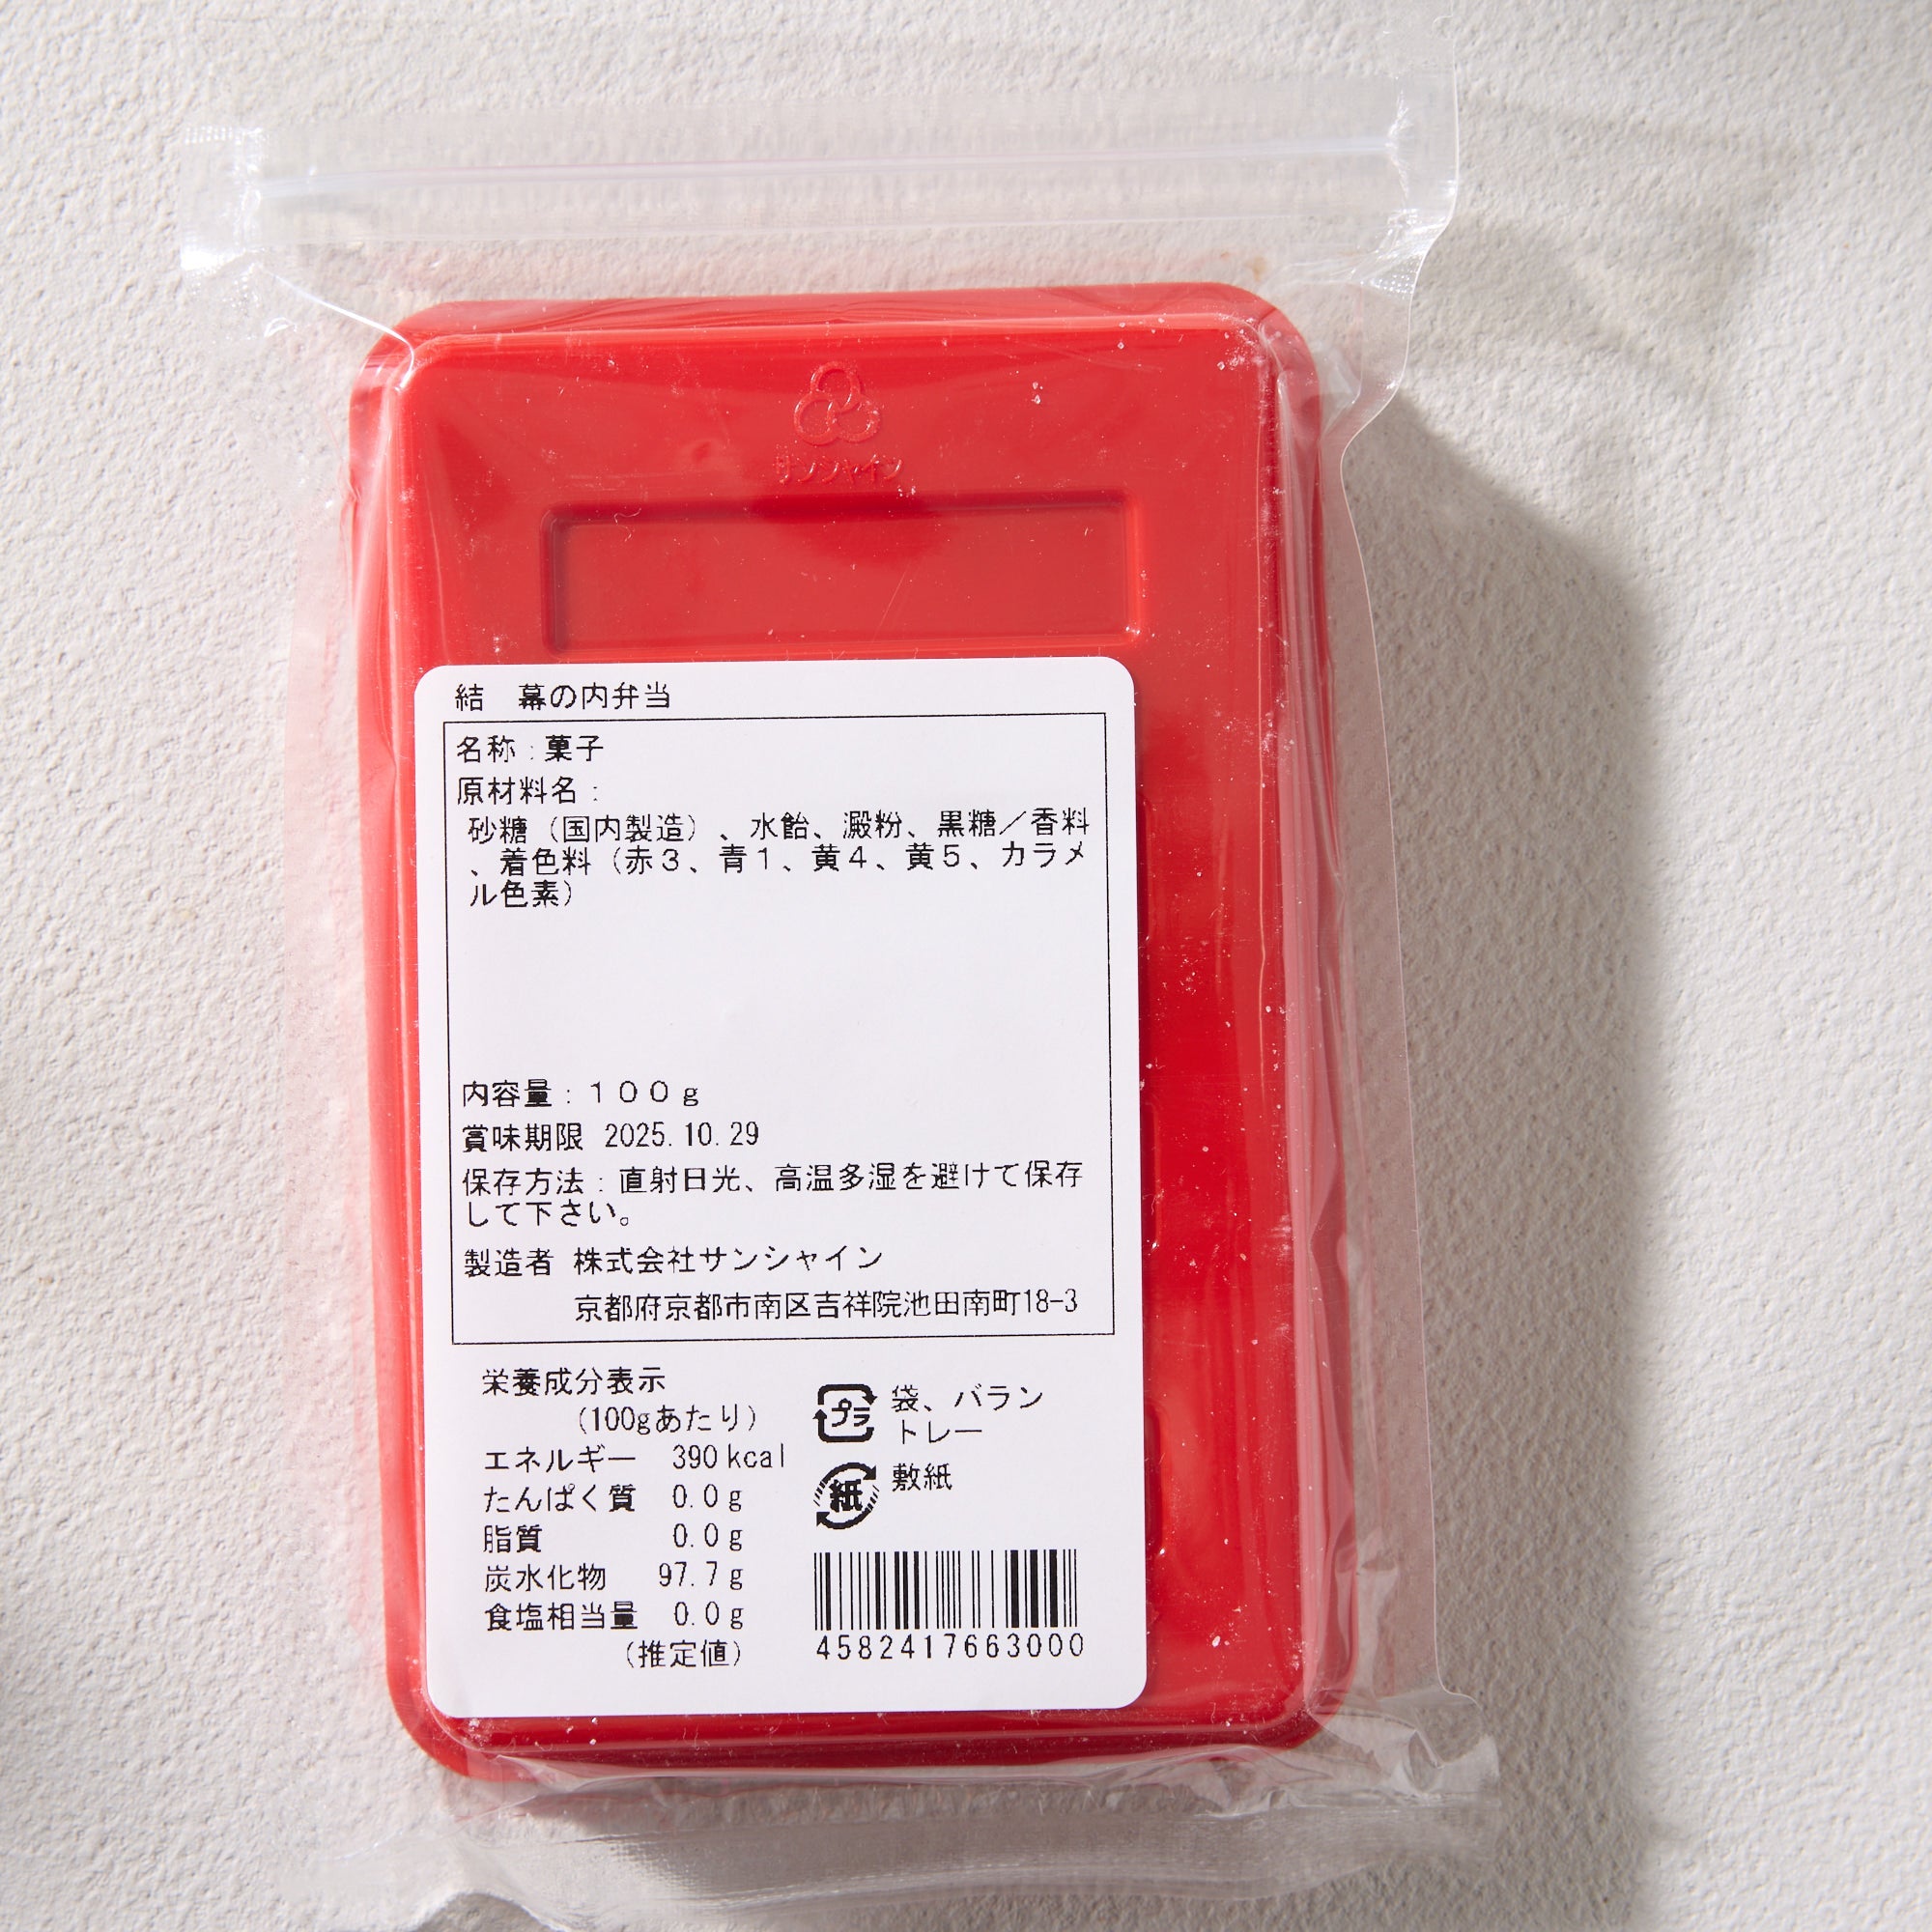 サンシャイン
結　幕の内弁当
名称：菓子
原材料名：
砂糖（国内製造）、水飴、澱粉、黒糖／香料
、着色料（赤３、青１、黄４、黄５、カラメ
ル色素）
内容量：１００ｇ
賞味期限 2025.10.29
保存方法：直射日光、高温多湿を避けて保存
して下さい。
製造者 株式会社サンシャイン
京都府京都市南区吉祥院池田南町18-3
栄養成分表示
（100gあたり）
エネルギー 390kcal
たんぱく質 0.0g
脂質 0.0g
炭水化物 97.7g
食塩相当量 0.0g
（推定値）
プラ 袋、バラン
トレー
紙 敷紙
4582417663000